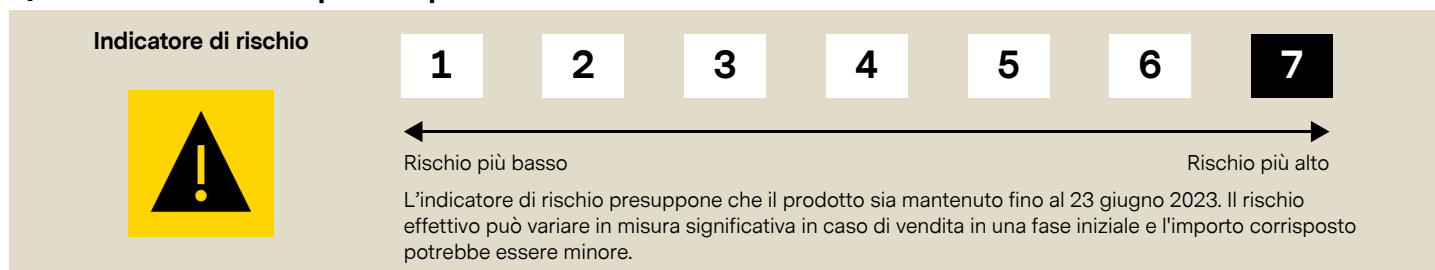 Indicatore di rischio
1 2 3 4 5 6 7
Rischio più basso Rischio più alto
L'indicatore di rischio presuppone che il prodotto sia mantenuto fino al 23 giugno 2023. Il rischio
effettivo può variare in misura significativa in caso di vendita in una fase iniziale e l'importo corrisposto
potrebbe essere minore.